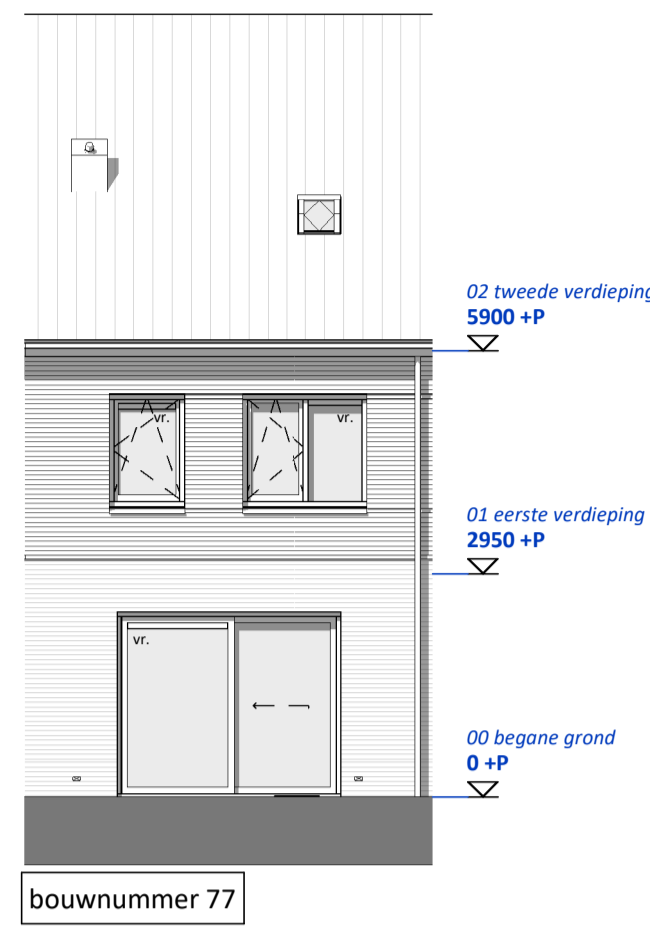 02 tweede verdieping
5900 +P
vr.
vr.
01 eerste verdieping
2950 +P
vr.
00 begane grond
0 +P
bouwnummer 77